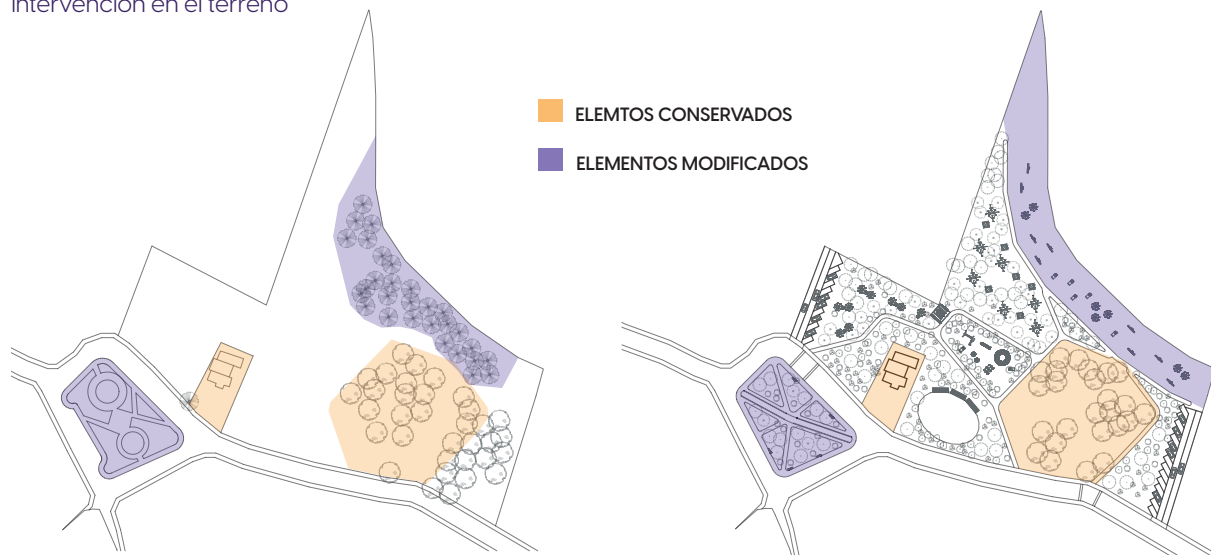 Intervención en el terreno
ELEMTOS CONSERVADOS
ELEMENTOS MODIFICADOS